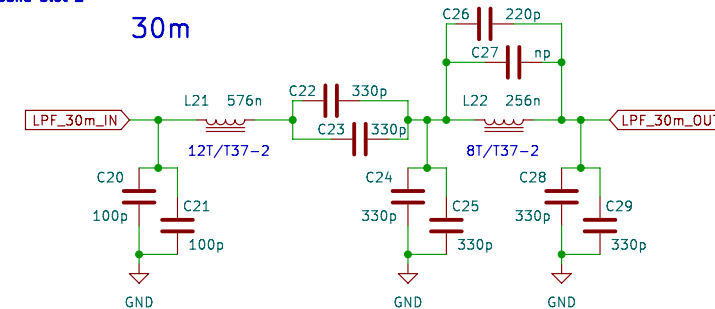 30m
C26 220p
C27 np
C22 330p
L21 576n
L22 256n
LPF_30m_IN
LPF_30m_OUT
C23 330p
12T/T37-2
8T/T37-2
C20
100p
C21
100p
C24
330p
C25
330p
C28
330p
C29
330p
GND
GND
GND